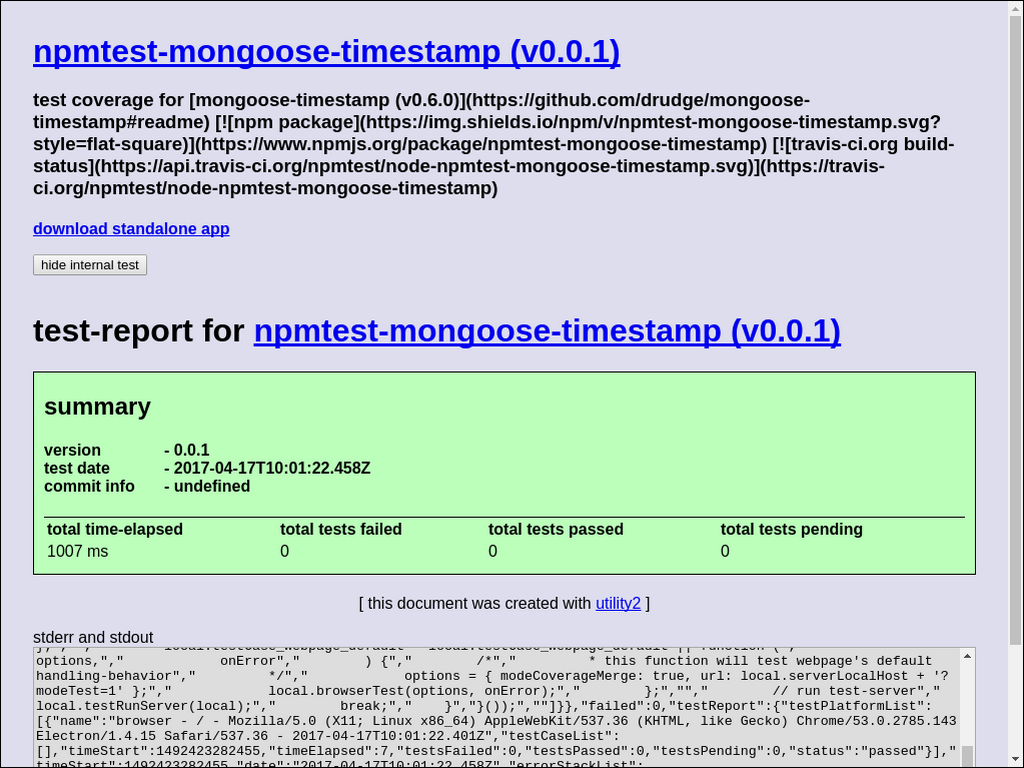 npmtest-mongoose-timestamp (v0.0.1)
test coverage for [mongoose-timestamp (v0.6.0)](https://github.com/drudge/mongoose-
timestamp#readme) [![npm package](https://img.shields.io/npm/v/npmtest-mongoose-timestamp.svg?
style=flat-square)](https://www.npmjs.org/package/npmtest-mongoose-timestamp) [![travis-ci.org build-
status](https://api.travis-ci.org/npmtest/node-npmtest-mongoose-timestamp.svg)](https://travis-
ci.org/npmtest/node-npmtest-mongoose-timestamp)
download standalone app
hide internal test
test-report for npmtest-mongoose-timestamp (v0.0.1)
summary
version - 0.0.1
test date - 2017-04-17T10:01:22.458Z
commit info - undefined
total time-elapsed total tests failed total tests passed total tests pending
1007 ms 0 0 0
[ this document was created with utility2 ]
stderr and stdout
options,"," onError"," ) {"," /*"," * this function will test webpage's default
handling-behavior"," */"," options = { modeCoverageMerge: true, url: local.serverLocalHost + '?
modeTest=1' };"," local.browserTest(options, onError);"," };",""," // run test-server","
local.testRunServer(local);"," break;"," }","}());",""]}},"failed":0,"testReport":{"testPlatformList":
[{"name":"browser - / - Mozilla/5.0 (X11; Linux x86_64) AppleWebKit/537.36 (KHTML, like Gecko) Chrome/53.0.2785.143
Electron/1.4.15 Safari/537.36 - 2017-04-17T10:01:22.401Z","testCaseList":
[],"timeStart":1492423282455,"timeElapsed":7,"testsFailed":0,"testsPassed":0,"testsPending":0,"status":"passed"}],"
timeStart":1492423282455,"date":"2017-04-17T10:01:22.458Z","errorStackList":